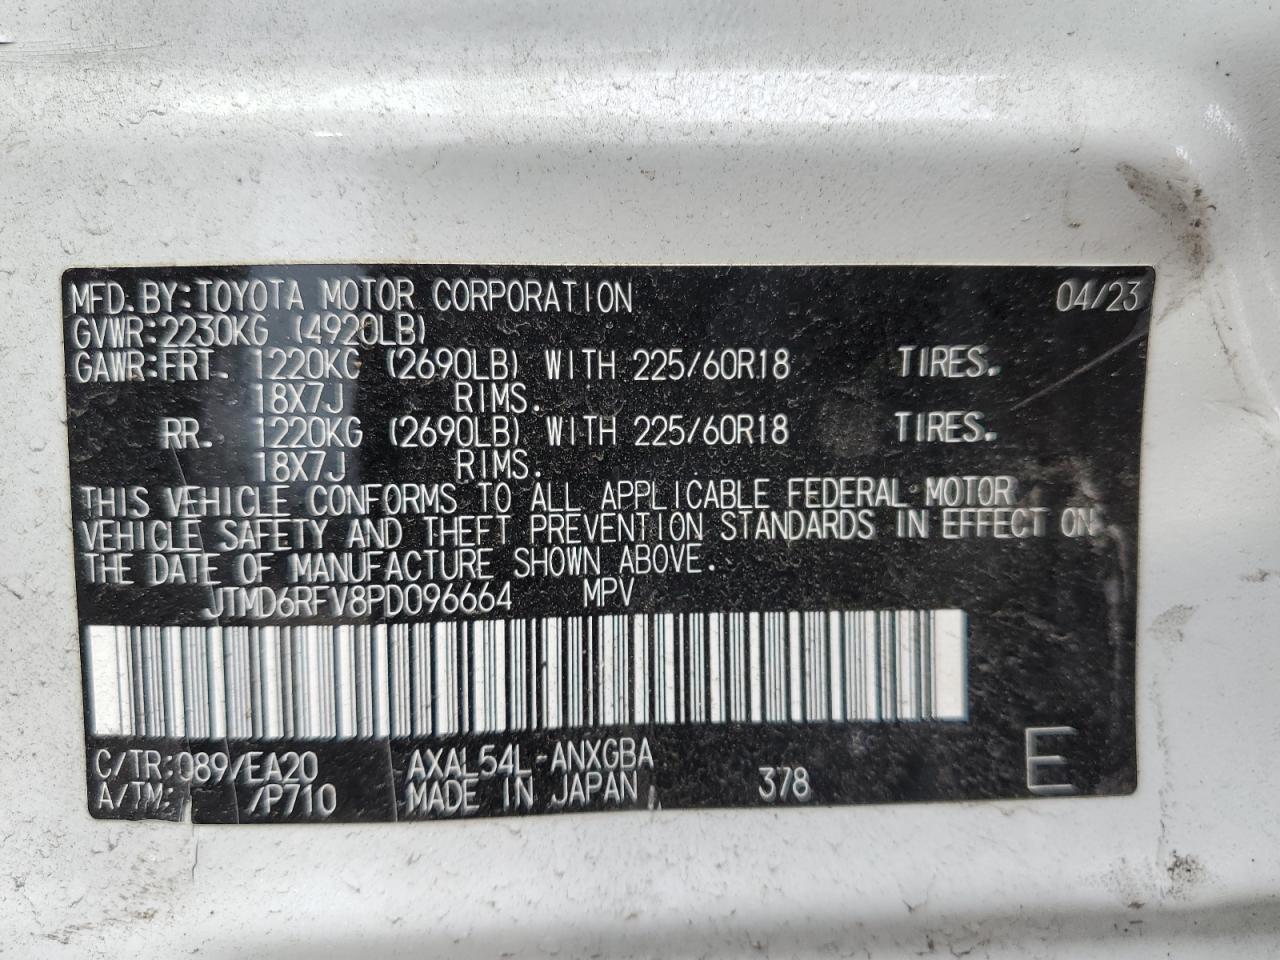 MFD.BY:TOYOTA MOTOR CORPORATION 04/23
GVWR:2230KG (4920LB)
GAWR:FRT. 1220KG (2690LB) WITH 225/60R18 TIRES.
18X7J RIMS.
RR. 1220KG (2690LB) WITH 225/60R18 TIRES.
18X7J RIMS.
THIS VEHICLE CONFORMS TO ALL APPLICABLE FEDERAL MOTOR
VEHICLE SAFETY AND THEFT PREVENTION STANDARDS IN EFFECT ON
THE DATE OF MANUFACTURE SHOWN ABOVE.
JTMD6RFV8PD096664 MPV
C/TR:089/EA20 AXAL54L-ANXGBA
A/TM: /P710 MADE IN JAPAN 378 E